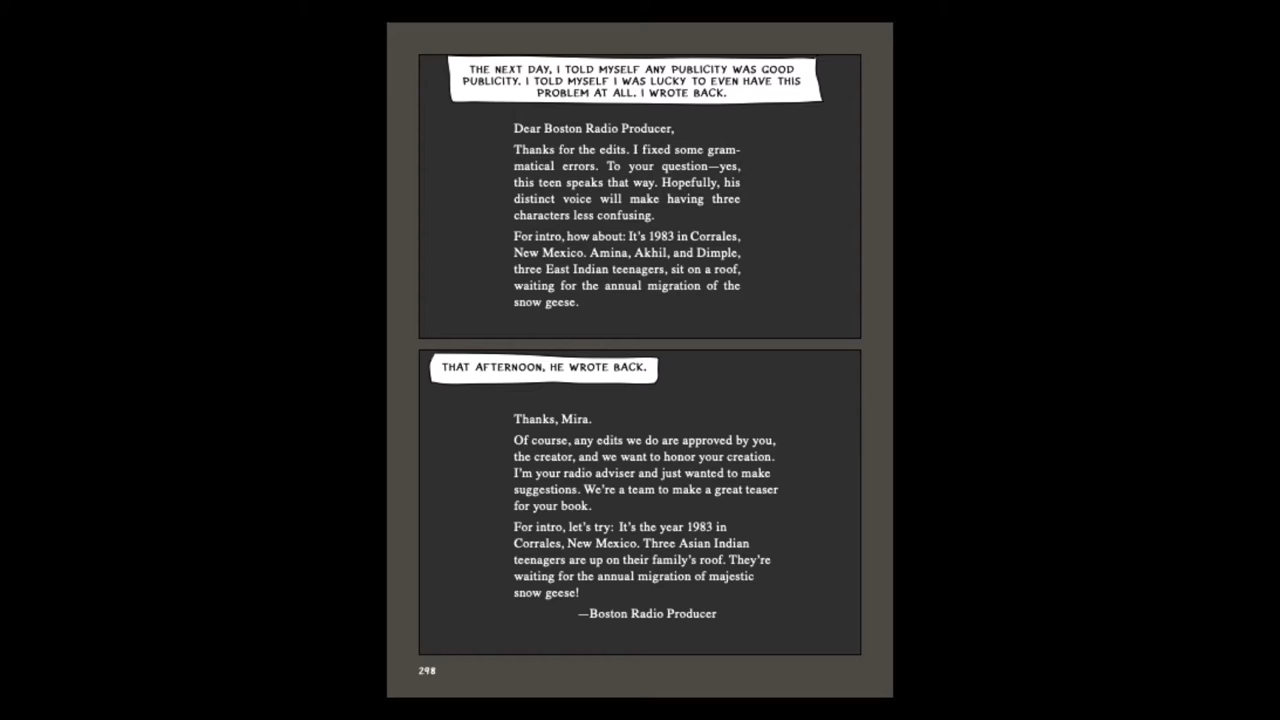 THE NEXT DAY, I TOLD MYSELF ANY PUBLICITY WAS GOOD
PUBLICITY. I TOLD MYSELF I WAS LUCKY TO EVEN HAVE THIS
PROBLEM AT ALL. I WROTE BACK.
Dear Boston Radio Producer,
Thanks for the edits. I fixed some gram-
matical errors. To your question—yes,
this teen speaks that way. Hopefully, his
distinct voice will make having three
characters less confusing.
For intro, how about: It's 1983 in Corrales,
New Mexico. Amina, Akhil, and Dimple,
three East Indian teenagers, sit on a roof,
waiting for the annual migration of the
snow geese.
THAT AFTERNOON, HE WROTE BACK.
Thanks, Mira.
Of course, any edits we do are approved by you,
the creator, and we want to honor your creation.
I'm your radio adviser and just wanted to make
suggestions. We're a team to make a great teaser
for your book.
For intro, let's try: It's the year 1983 in
Corrales, New Mexico. Three Asian Indian
teenagers are up on their family's roof. They're
waiting for the annual migration of majestic
snow geese!
—Boston Radio Producer
298